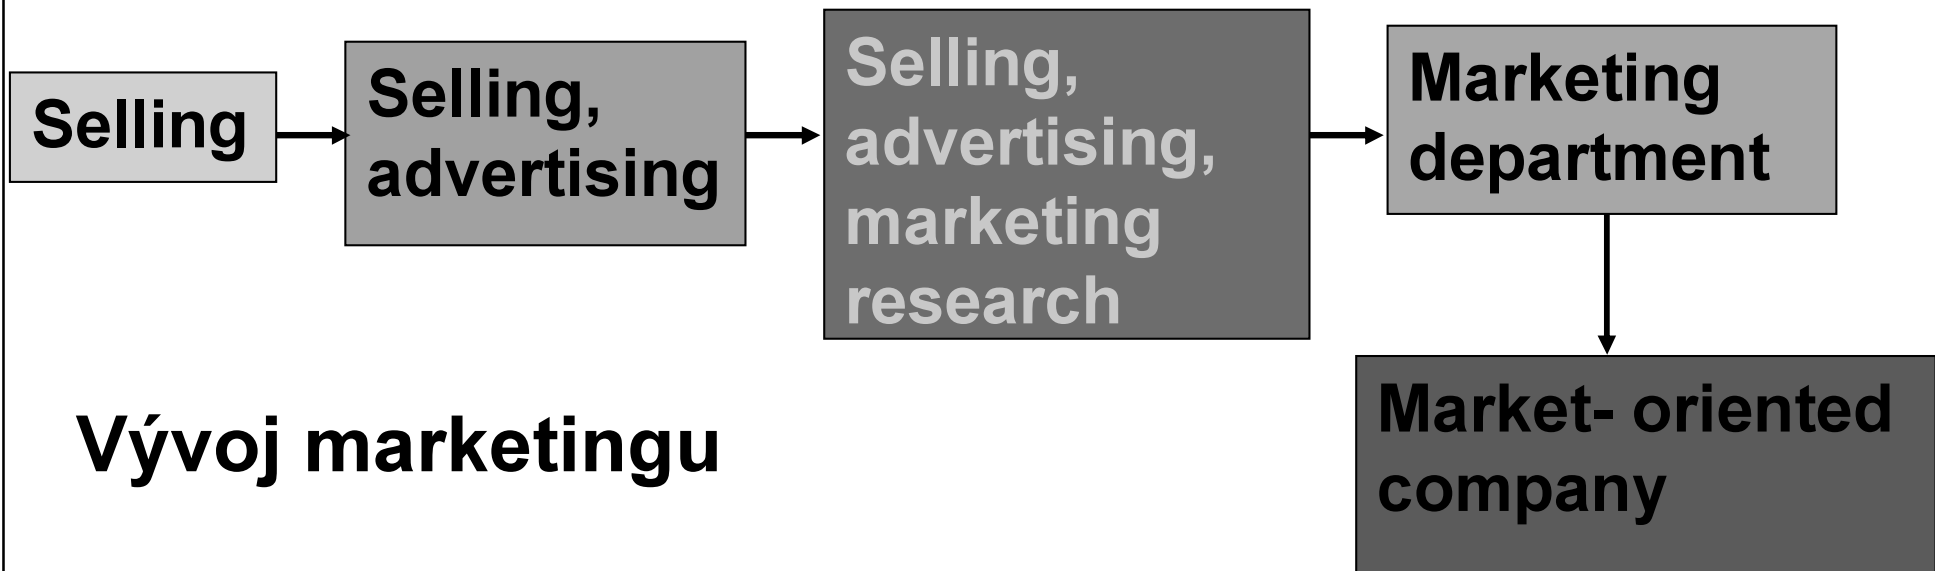 Selling
Selling,
advertising
Selling,
advertising,
marketing
research
Marketing
department
Market- oriented
company
Vývoj marketingu